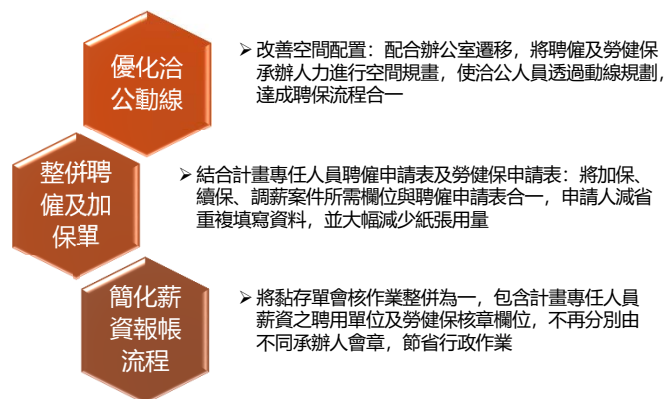 優化洽
公動線
➢改善空間配置：配合辦公室遷移，將聘僱及勞健保
承辦人力進行空間規畫，使洽公人員透過動線規劃，
達成聘保流程合一
整併聘
僱及加
保單
➢結合計畫專任人員聘僱申請表及勞健保申請表：將加保、
續保、調薪案件所需欄位與聘僱申請表合一，申請人減省
重複填寫資料，並大幅減少紙張用量
簡化薪
資報帳
流程
➢將黏存單會核作業整併為一，包含計畫專任人員
薪資之聘用單位及勞健保核章欄位，不再分別由
不同承辦人會章，節省行政作業